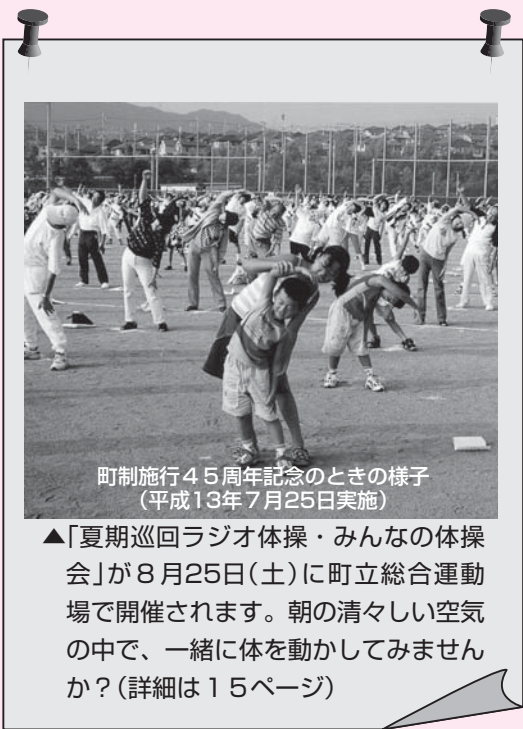 町制施行４５周年記念のときの様子
（平成13年７月25日実施）
▲「夏期巡回ラジオ体操・みんなの体操
会」が８月25日（土）に町立総合運動
場で開催されます。朝の清々しい空気
の中で、一緒に体を動かしてみません
か？（詳細は１５ページ）